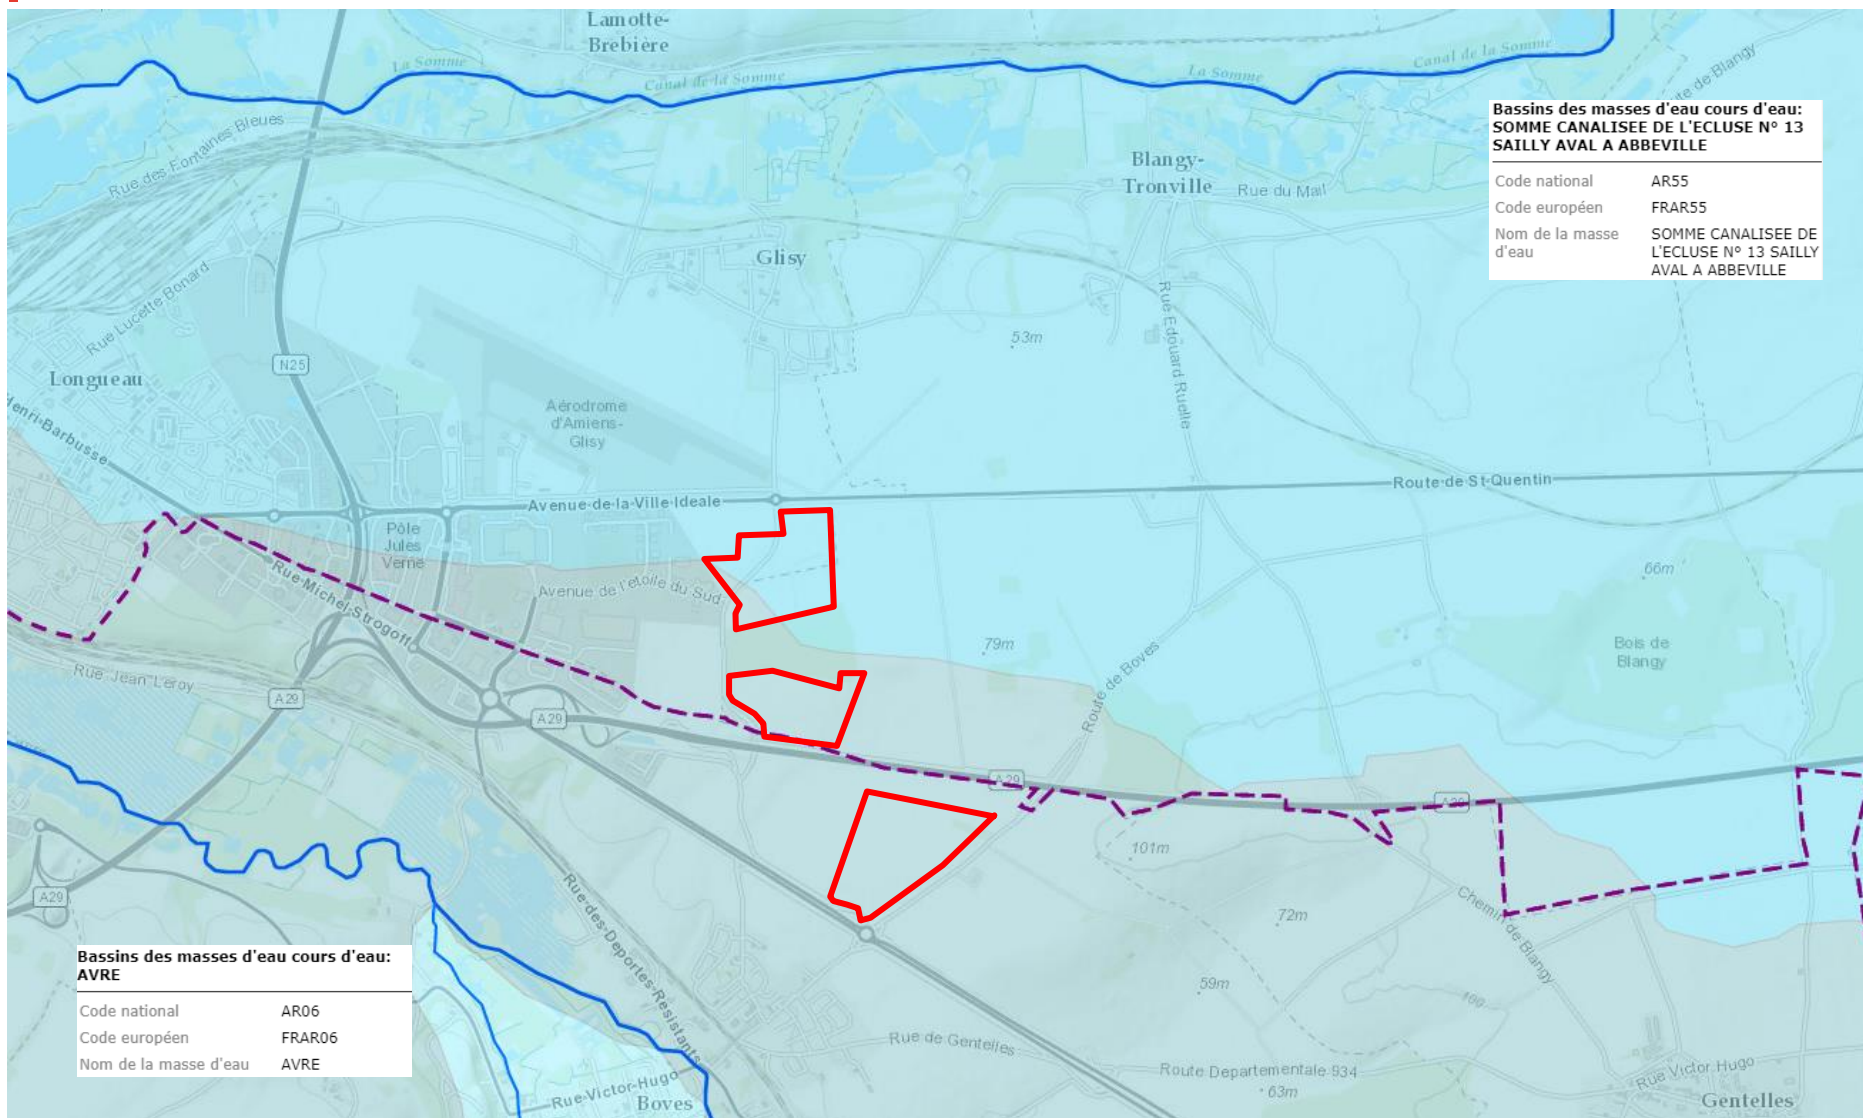 Lamotte-
Brebière
La Somme
Canal de la Somme
La Somme
Canal de la Somme
Rue des Fontaines Bleues
Bassins des masses d'eau cours d'eau:
SOMME CANALISEE DE L'ECLUSE N° 13
SAILLY AVAL A ABBEVILLE
Code national AR55
Code européen FRAR55
Nom de la masse d'eau SOMME CANALISEE DE
L'ECLUSE N° 13 SAILLY
AVAL A ABBEVILLE
te de Blangy
Blangy-
Tronville
Rue du Mail
Glisy
Rue Lucette Bonard
Rue Edouard Ruelle
53m
N25
Longueau
Henri-Barbusse
Aérodrome
d'Amiens-
Glisy
Route de St-Quentin
Avenue-de-la-Ville-Ideale
Pôle
Jules
Verne
Rue-Michel-Strogoff
Avenue de l'etoile du Sud
66m
79m
Bois de
Blangy
Route de Boves
Rue Jean Leroy
A29
A29
A29
A29
101m
A29
Rue-des-Deportes-Resistants
Chemin de Blangy
72m
59m
100
Bassins des masses d'eau cours d'eau:
AVRE
Code national AR06
Code européen FRAR06
Nom de la masse d'eau AVRE
Rue de Gentelles
Route Departementale 934
63m
Rue Victor Hugo
Gentelles
Rue-Victor-Hugo
Boves